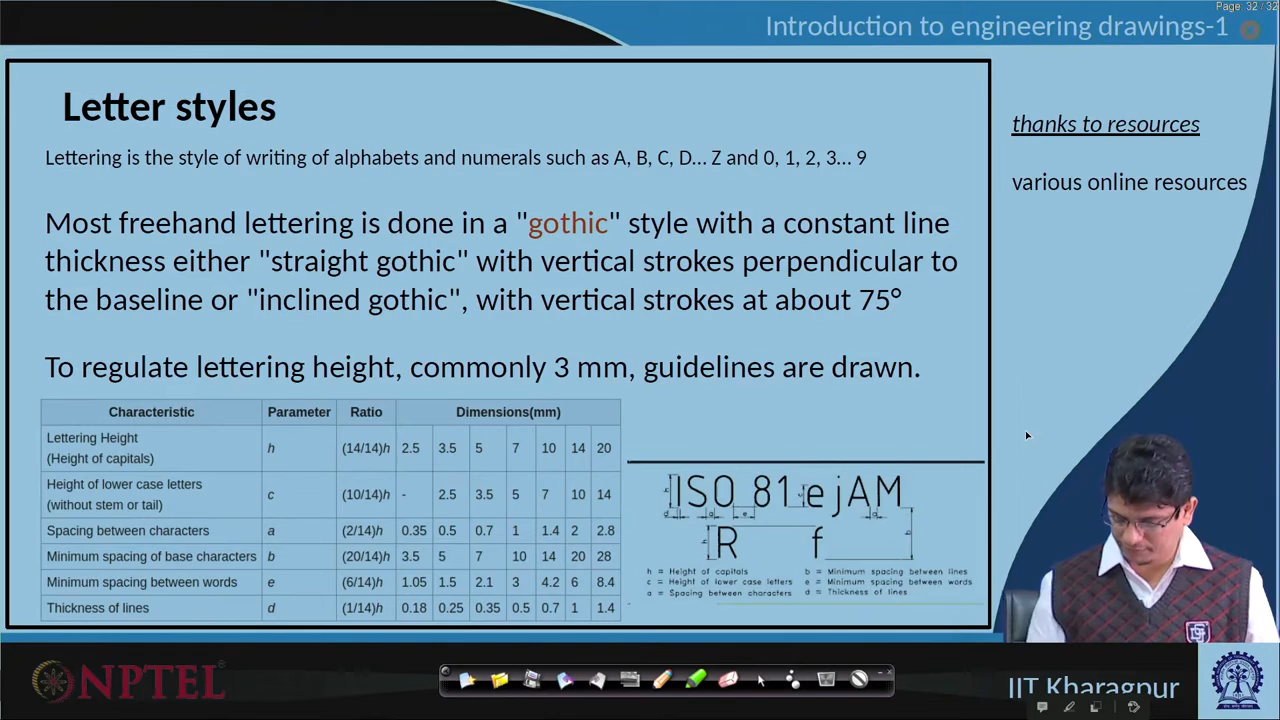 Page 32 / 32
Introduction to engineering drawings-1
Letter styles
Lettering is the style of writing of alphabets and numerals such as A, B, C, D... Z and 0, 1, 2, 3... 9
Most freehand lettering is done in a "gothic" style with a constant line
thickness either "straight gothic" with vertical strokes perpendicular to
the baseline or "inclined gothic", with vertical strokes at about 75°
To regulate lettering height, commonly 3 mm, guidelines are drawn.
thanks to resources
various online resources
Characteristic Parameter Ratio Dimensions(mm)
Lettering Height
(Height of capitals) h (14/14)h 2.5 3.5 5 7 10 14 20
Height of lower case letters
(without stem or tail) c (10/14)h - 2.5 3.5 5 7 10 14
Spacing between characters a (2/14)h 0.35 0.5 0.7 1 1.4 2 2.8
Minimum spacing of base characters b (20/14)h 3.5 5 7 10 14 20 28
Minimum spacing between words e (6/14)h 1.05 1.5 2.1 3 4.2 6 8.4
Thickness of lines d (1/14)h 0.18 0.25 0.35 0.5 0.7 1 1.4
ISO 81 ejAM
R f
h = Height of capitals b = Minimum spacing between lines
c = Height of lower case letters e = Minimum spacing between words
a = Spacing between characters d = Thickness of lines
NPTEL
IIT Kharagpur